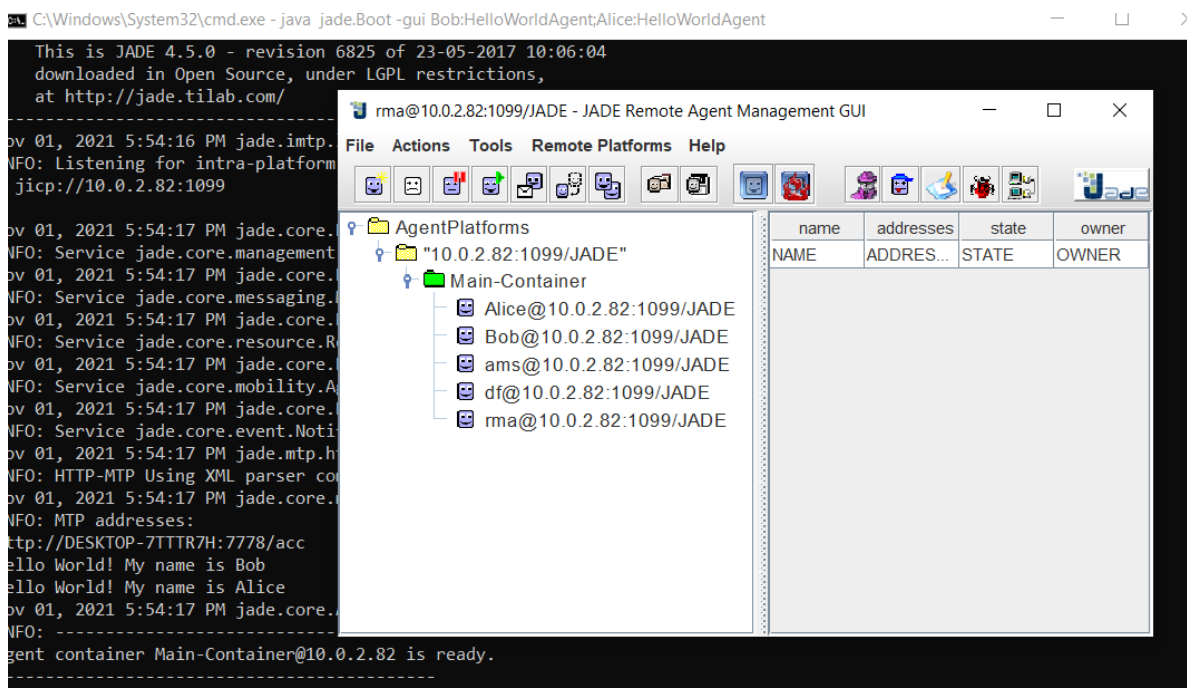 C:\Windows\System32\cmd.exe - java jade.Boot -gui Bob:HelloWorldAgent;Alice:HelloWorldAgent
This is JADE 4.5.0 - revision 6825 of 23-05-2017 10:06:04
downloaded in Open Source, under LGPL restrictions,
at http://jade.tilab.com/
ov 01, 2021 5:54:16 PM jade.imtp.
NFO: Listening for intra-platform
jicp://10.0.2.82:1099
ov 01, 2021 5:54:17 PM jade.core.
NFO: Service jade.core.management
ov 01, 2021 5:54:17 PM jade.core.
NFO: Service jade.core.messaging.
ov 01, 2021 5:54:17 PM jade.core.
NFO: Service jade.core.resource.R
ov 01, 2021 5:54:17 PM jade.core.
NFO: Service jade.core.mobility.A
ov 01, 2021 5:54:17 PM jade.core.
NFO: Service jade.core.event.Noti
ov 01, 2021 5:54:17 PM jade.mtp.h
NFO: HTTP-MTP Using XML parser co
ov 01, 2021 5:54:17 PM jade.core.
NFO: MTP addresses:
ttp://DESKTOP-7TTTR7H:7778/acc
ello World! My name is Bob
ello World! My name is Alice
ov 01, 2021 5:54:17 PM jade.core.
NFO: ----------------------------
gent container Main-Container@10.0.2.82 is ready.
--------------------------------------------
rma@10.0.2.82:1099/JADE - JADE Remote Agent Management GUI
File Actions Tools Remote Platforms Help
Jade
AgentPlatforms
"10.0.2.82:1099/JADE"
Main-Container
Alice@10.0.2.82:1099/JADE
Bob@10.0.2.82:1099/JADE
ams@10.0.2.82:1099/JADE
df@10.0.2.82:1099/JADE
rma@10.0.2.82:1099/JADE
name addresses state owner
NAME ADDRES... STATE OWNER